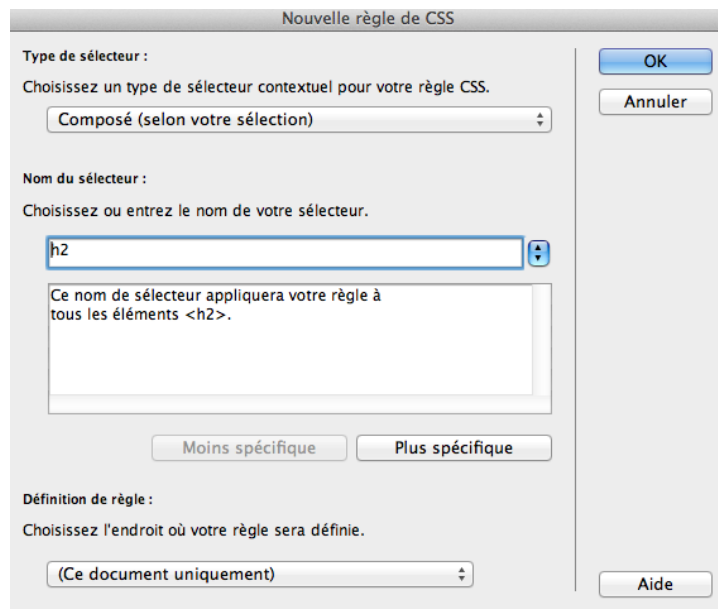 Nouvelle règle de CSS
Type de sélecteur :
OK
Choisissez un type de sélecteur contextuel pour votre règle CSS.
Annuler
Composé (selon votre sélection)
Nom du sélecteur :
Choisissez ou entrez le nom de votre sélecteur.
h2
Ce nom de sélecteur appliquera votre règle à
tous les éléments <h2>.
Moins spécifique
Plus spécifique
Définition de règle :
Choisissez l'endroit où votre règle sera définie.
(Ce document uniquement)
Aide